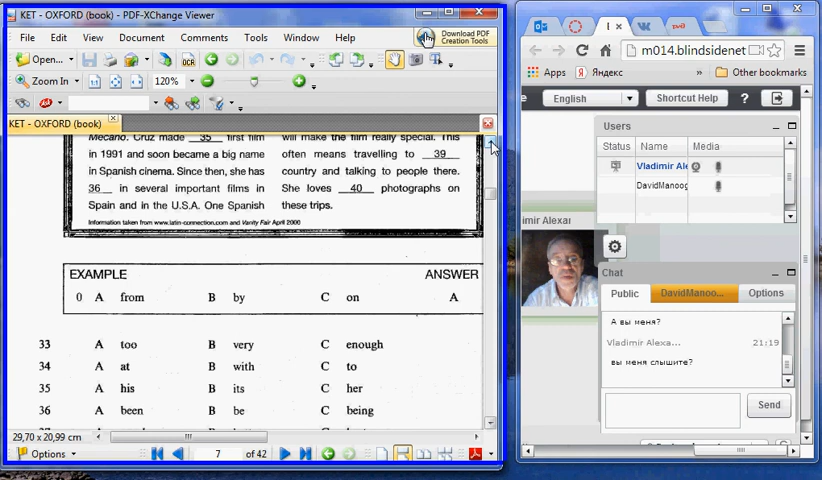 KET - OXFORD (book) - PDF-XChange Viewer
File Edit View Document Comments Tools Window Help
Download PDF Creation Tools
Open...
OCR
Zoom In
120%
KET - OXFORD (book)
Mecano. Cruz made 35 first film
in 1991 and soon became a big name
in Spanish cinema. Since then, she has
36 in several important films in
Spain and in the U.S.A. One Spanish
will make the film really special. This
often means travelling to 39
country and talking to people there.
She loves 40 photographs on
these trips.
Information taken from www.latin-connection.com and Vanity Fair April 2006
EXAMPLE ANSWER
0 A from B by C on A
33 A too B very C enough
34 A at B with C to
35 A his B its C her
36 A been B be C being
29,70 x 20,99 cm
Options 7 of 42
m014.blindsidenet
Apps Яндекс Other bookmarks
English Shortcut Help ?
Users
Status Name Media
Vladimir Ale
DavidManoog
imir Alexar
Chat
Public DavidManoo... Options
А вы меня?
Vladimir Alexa... 21:19
вы меня слышите?
Send